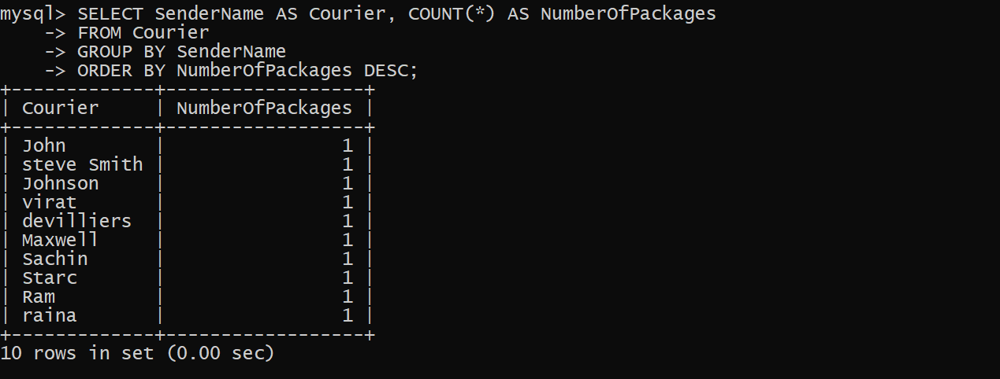 mysql> SELECT SenderName AS Courier, COUNT(*) AS NumberOfPackages
    -> FROM Courier
    -> GROUP BY SenderName
    -> ORDER BY NumberOfPackages DESC;
+-------------+------------------+
| Courier     | NumberOfPackages |
+-------------+------------------+
| John        |                1 |
| steve Smith |                1 |
| Johnson     |                1 |
| virat       |                1 |
| devilliers  |                1 |
| Maxwell     |                1 |
| Sachin      |                1 |
| Starc       |                1 |
| Ram         |                1 |
| raina       |                1 |
+-------------+------------------+
10 rows in set (0.00 sec)